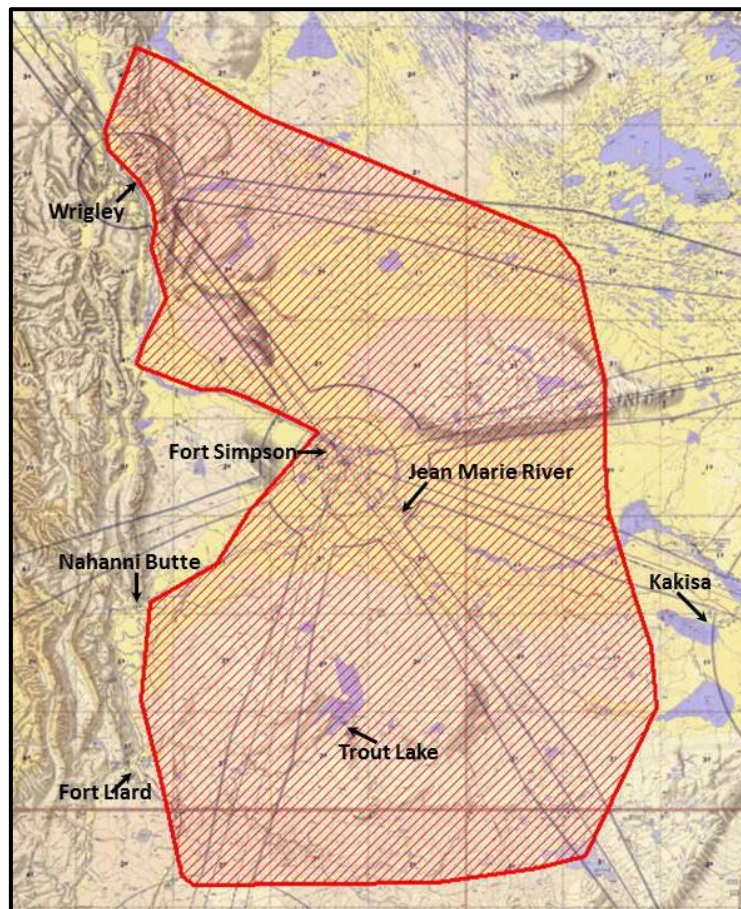 Wrigley
Fort Simpson
Jean Marie River
Nahanni Butte
Kakisa
Trout Lake
Fort Liard